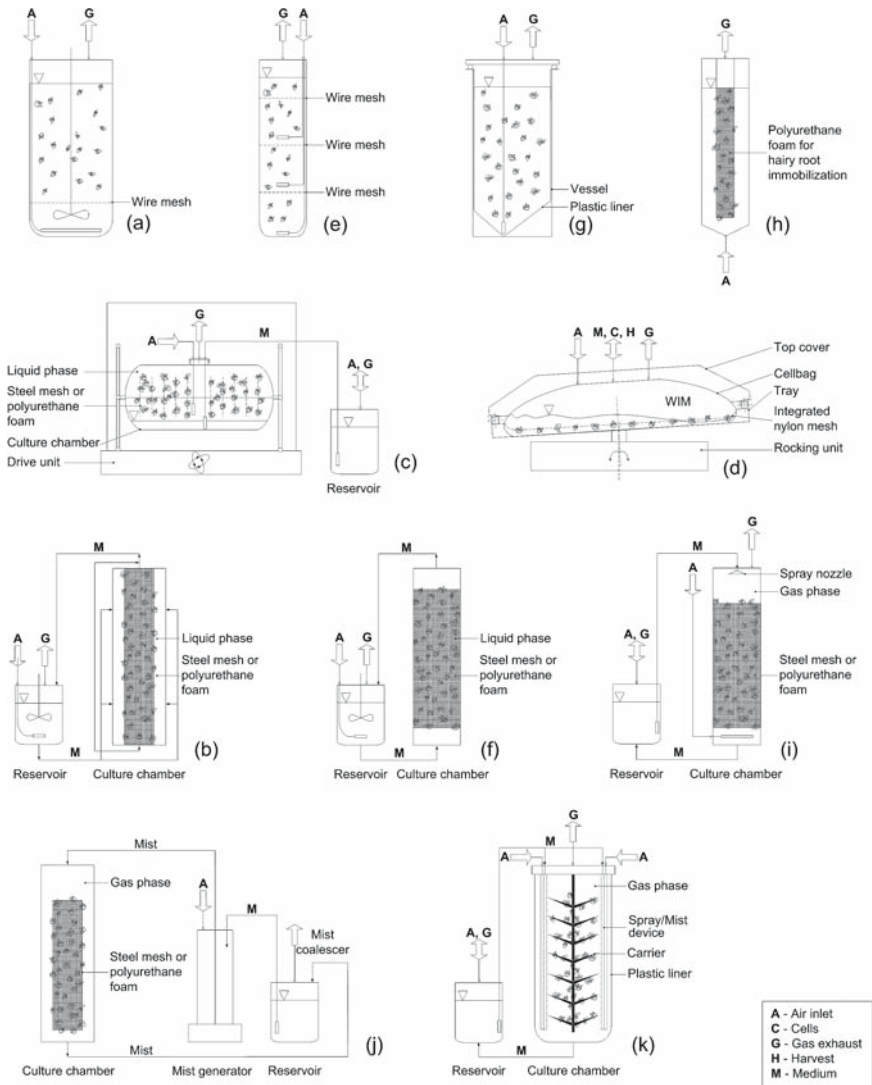 A
G
Wire mesh
(a)
G
A
Wire mesh
Wire mesh
Wire mesh
(e)
A
G
Vessel
Plastic liner
(g)
G
Polyurethane
foam for
hairy root
immobilization
(h)
A
G
A
M
Liquid phase
Steel mesh or
polyurethane
foam
Culture chamber
Drive unit
A, G
(c)
Reservoir
A
M, C, H
G
Top cover
Cellbag
WIM
Tray
Integrated
nylon mesh
(d)
Rocking unit
M
A
G
Liquid phase
Steel mesh or
polyurethane
foam
M
(b)
Reservoir
Culture chamber
M
A
G
Liquid phase
Steel mesh or
polyurethane
foam
M
(f)
Reservoir
Culture chamber
G
M
A
Spray nozzle
Gas phase
A, G
Steel mesh or
polyurethane
foam
M
(i)
Reservoir
Culture chamber
Mist
Gas phase
A
M
Mist
coalescer
Steel mesh or
polyurethane
foam
Mist
(j)
Culture chamber
Mist generator
Reservoir
G
M
A
A
Gas phase
A, G
Spray/Mist
device
Carrier
Plastic liner
M
(k)
Reservoir
Culture chamber
A - Air inlet
C - Cells
G - Gas exhaust
H - Harvest
M - Medium